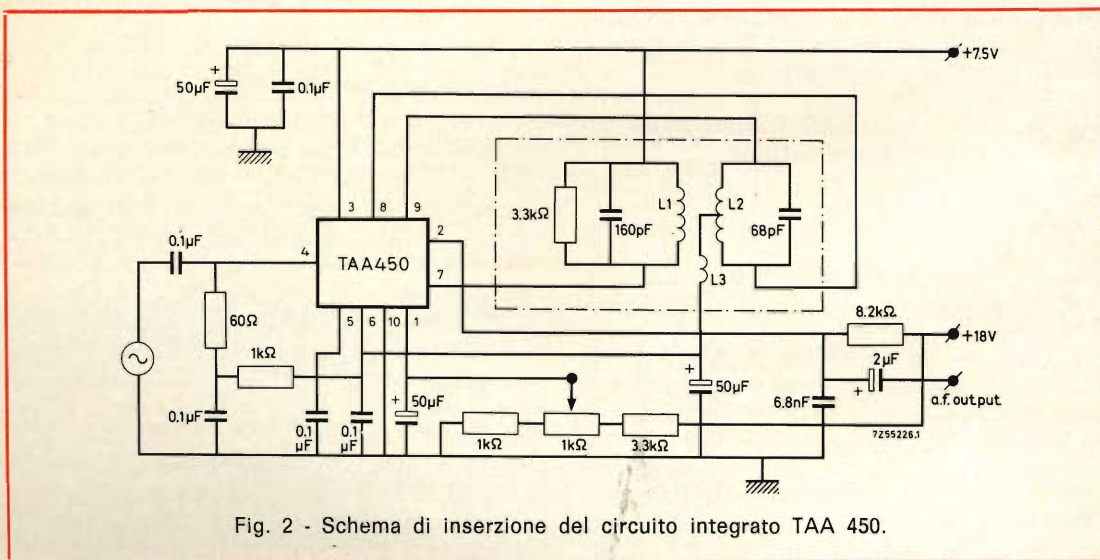 +7.5V
+
50µF
0.1µF
3
8
9
2
7
4
5
6
10
1
TAA450
0.1µF
60Ω
1kΩ
0.1µF
0.1
µF
0.1
µF
+
50µF
3.3kΩ
160pF
L1
L2
68pF
L3
8.2kΩ
+18V
2µF
+
a.f. output
+
50µF
6.8nF
7Z55226.1
1kΩ
1kΩ
3.3kΩ
Fig. 2 - Schema di inserzione del circuito integrato TAA 450.